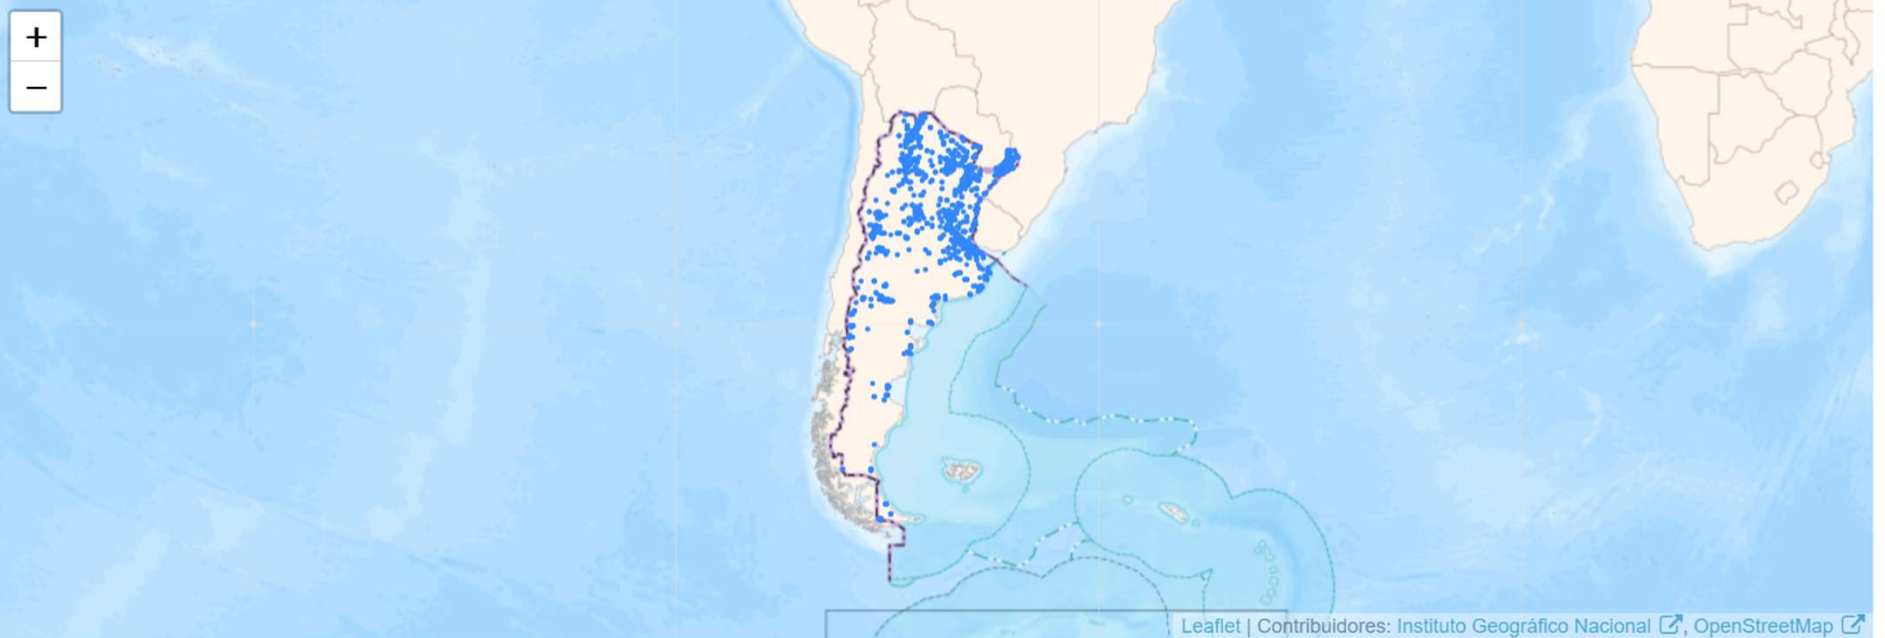 +
−
Leaflet | Contribuidores: Instituto Geográfico Nacional, OpenStreetMap